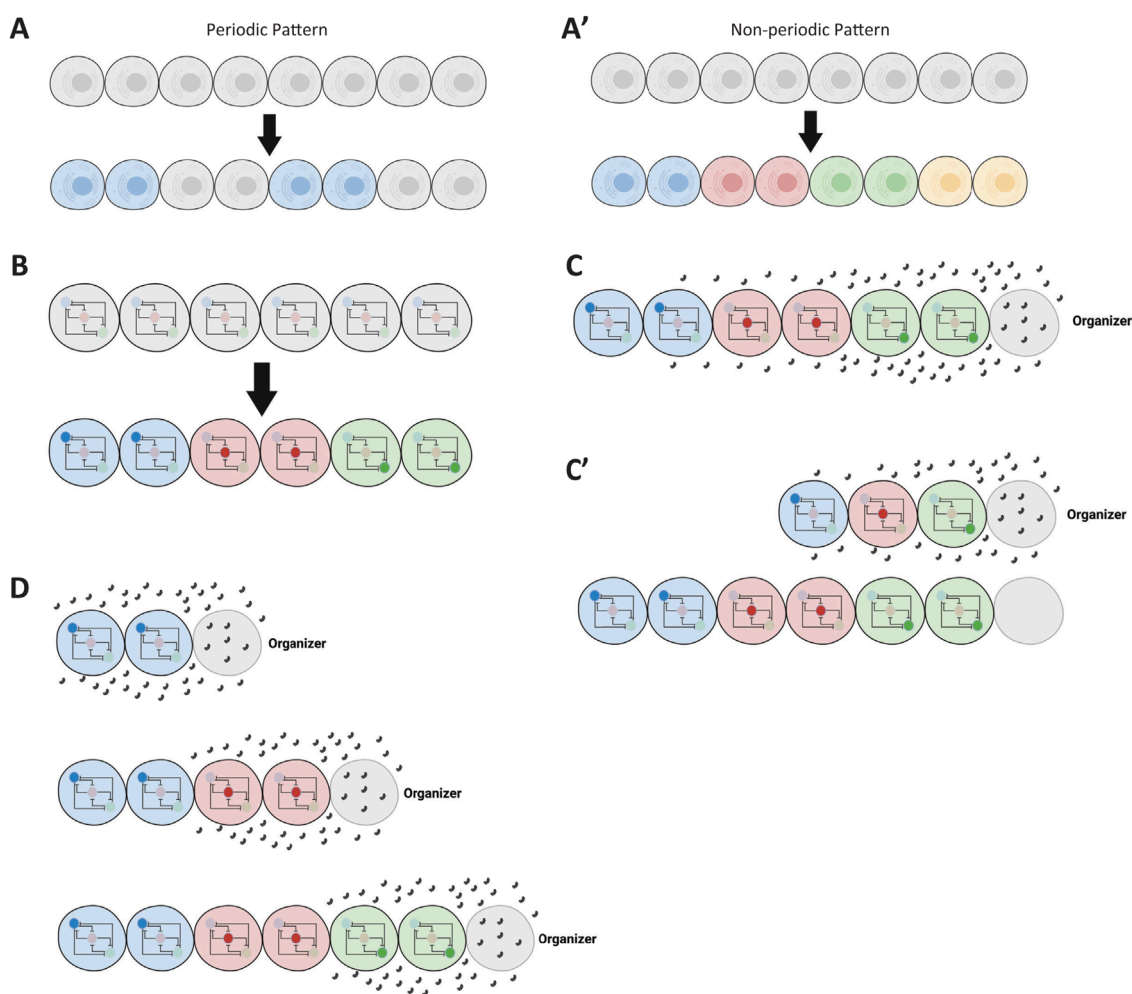 A
Periodic Pattern
A’
Non-periodic Pattern
B
C
Organizer
C’
Organizer
D
Organizer
Organizer
Organizer